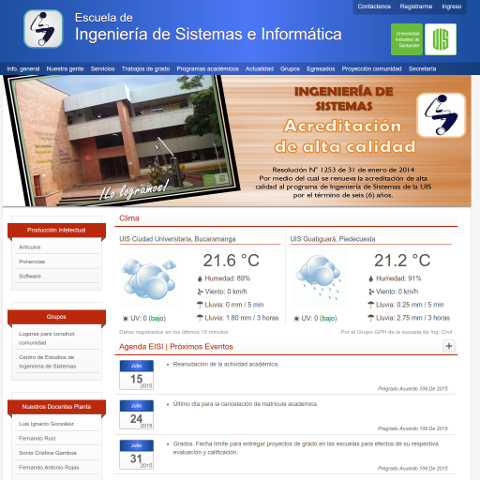 Contáctenos Registrarme Ingreso
Escuela de
Ingeniería de Sistemas e Informática
Universidad
Industrial de
Santander
UIS
Info. general Nuestra gente Servicios Trabajos de grado Programas académicos Actualidad Grupos Egresados Proyección comunidad Secretaría
INGENIERÍA DE
SISTEMAS
Acreditación
de alta calidad
¡Lo logramos!
Resolución N° 1253 de 31 de enero de 2014
Por medio del cual se renueva la acreditación de alta
calidad al programa de Ingeniería de Sistemas de la UIS
por el término de seis (6) años.
Producción Intelectual
Artículos
Ponencias
Software
Grupos
Lugares para construir
comunidad
Centro de Estudios de
Ingeniería de Sistemas
Nuestros Docentes Planta
Luis Ignacio González
Fernando Ruiz
Sonia Cristina Gamboa
Fernando Antonio Rojas
Clima
UIS Ciudad Universitaria, Bucaramanga
21.6 °C
Humedad: 89%
Viento: 0 km/h
Lluvia: 0 mm / 5 min
UV: 0 (bajo)
Lluvia: 1.80 mm / 3 horas
Datos registrados en los últimos 15 minutos
UIS Guatiguará, Piedecuesta
21.2 °C
Humedad: 91%
Viento: 0 km/h
Lluvia: 0.25 mm / 5 min
UV: 0 (bajo)
Lluvia: 2.75 mm / 3 horas
Por el Grupo GPH de la escuela de Ing. Civil
Agenda EISI | Próximos Eventos
+
Julio
15
2015
Reanudación de la actividad académica.
Pregrado Acuerdo 109 De 2015
Julio
24
2015
Último día para la cancelación de matrícula académica.
Pregrado Acuerdo 109 De 2015
Julio
31
2015
Grados. Fecha límite para entregar proyectos de grado en las escuelas para efectos de su respectiva
evaluación y calificación.
Pregrado Acuerdo 109 De 2015